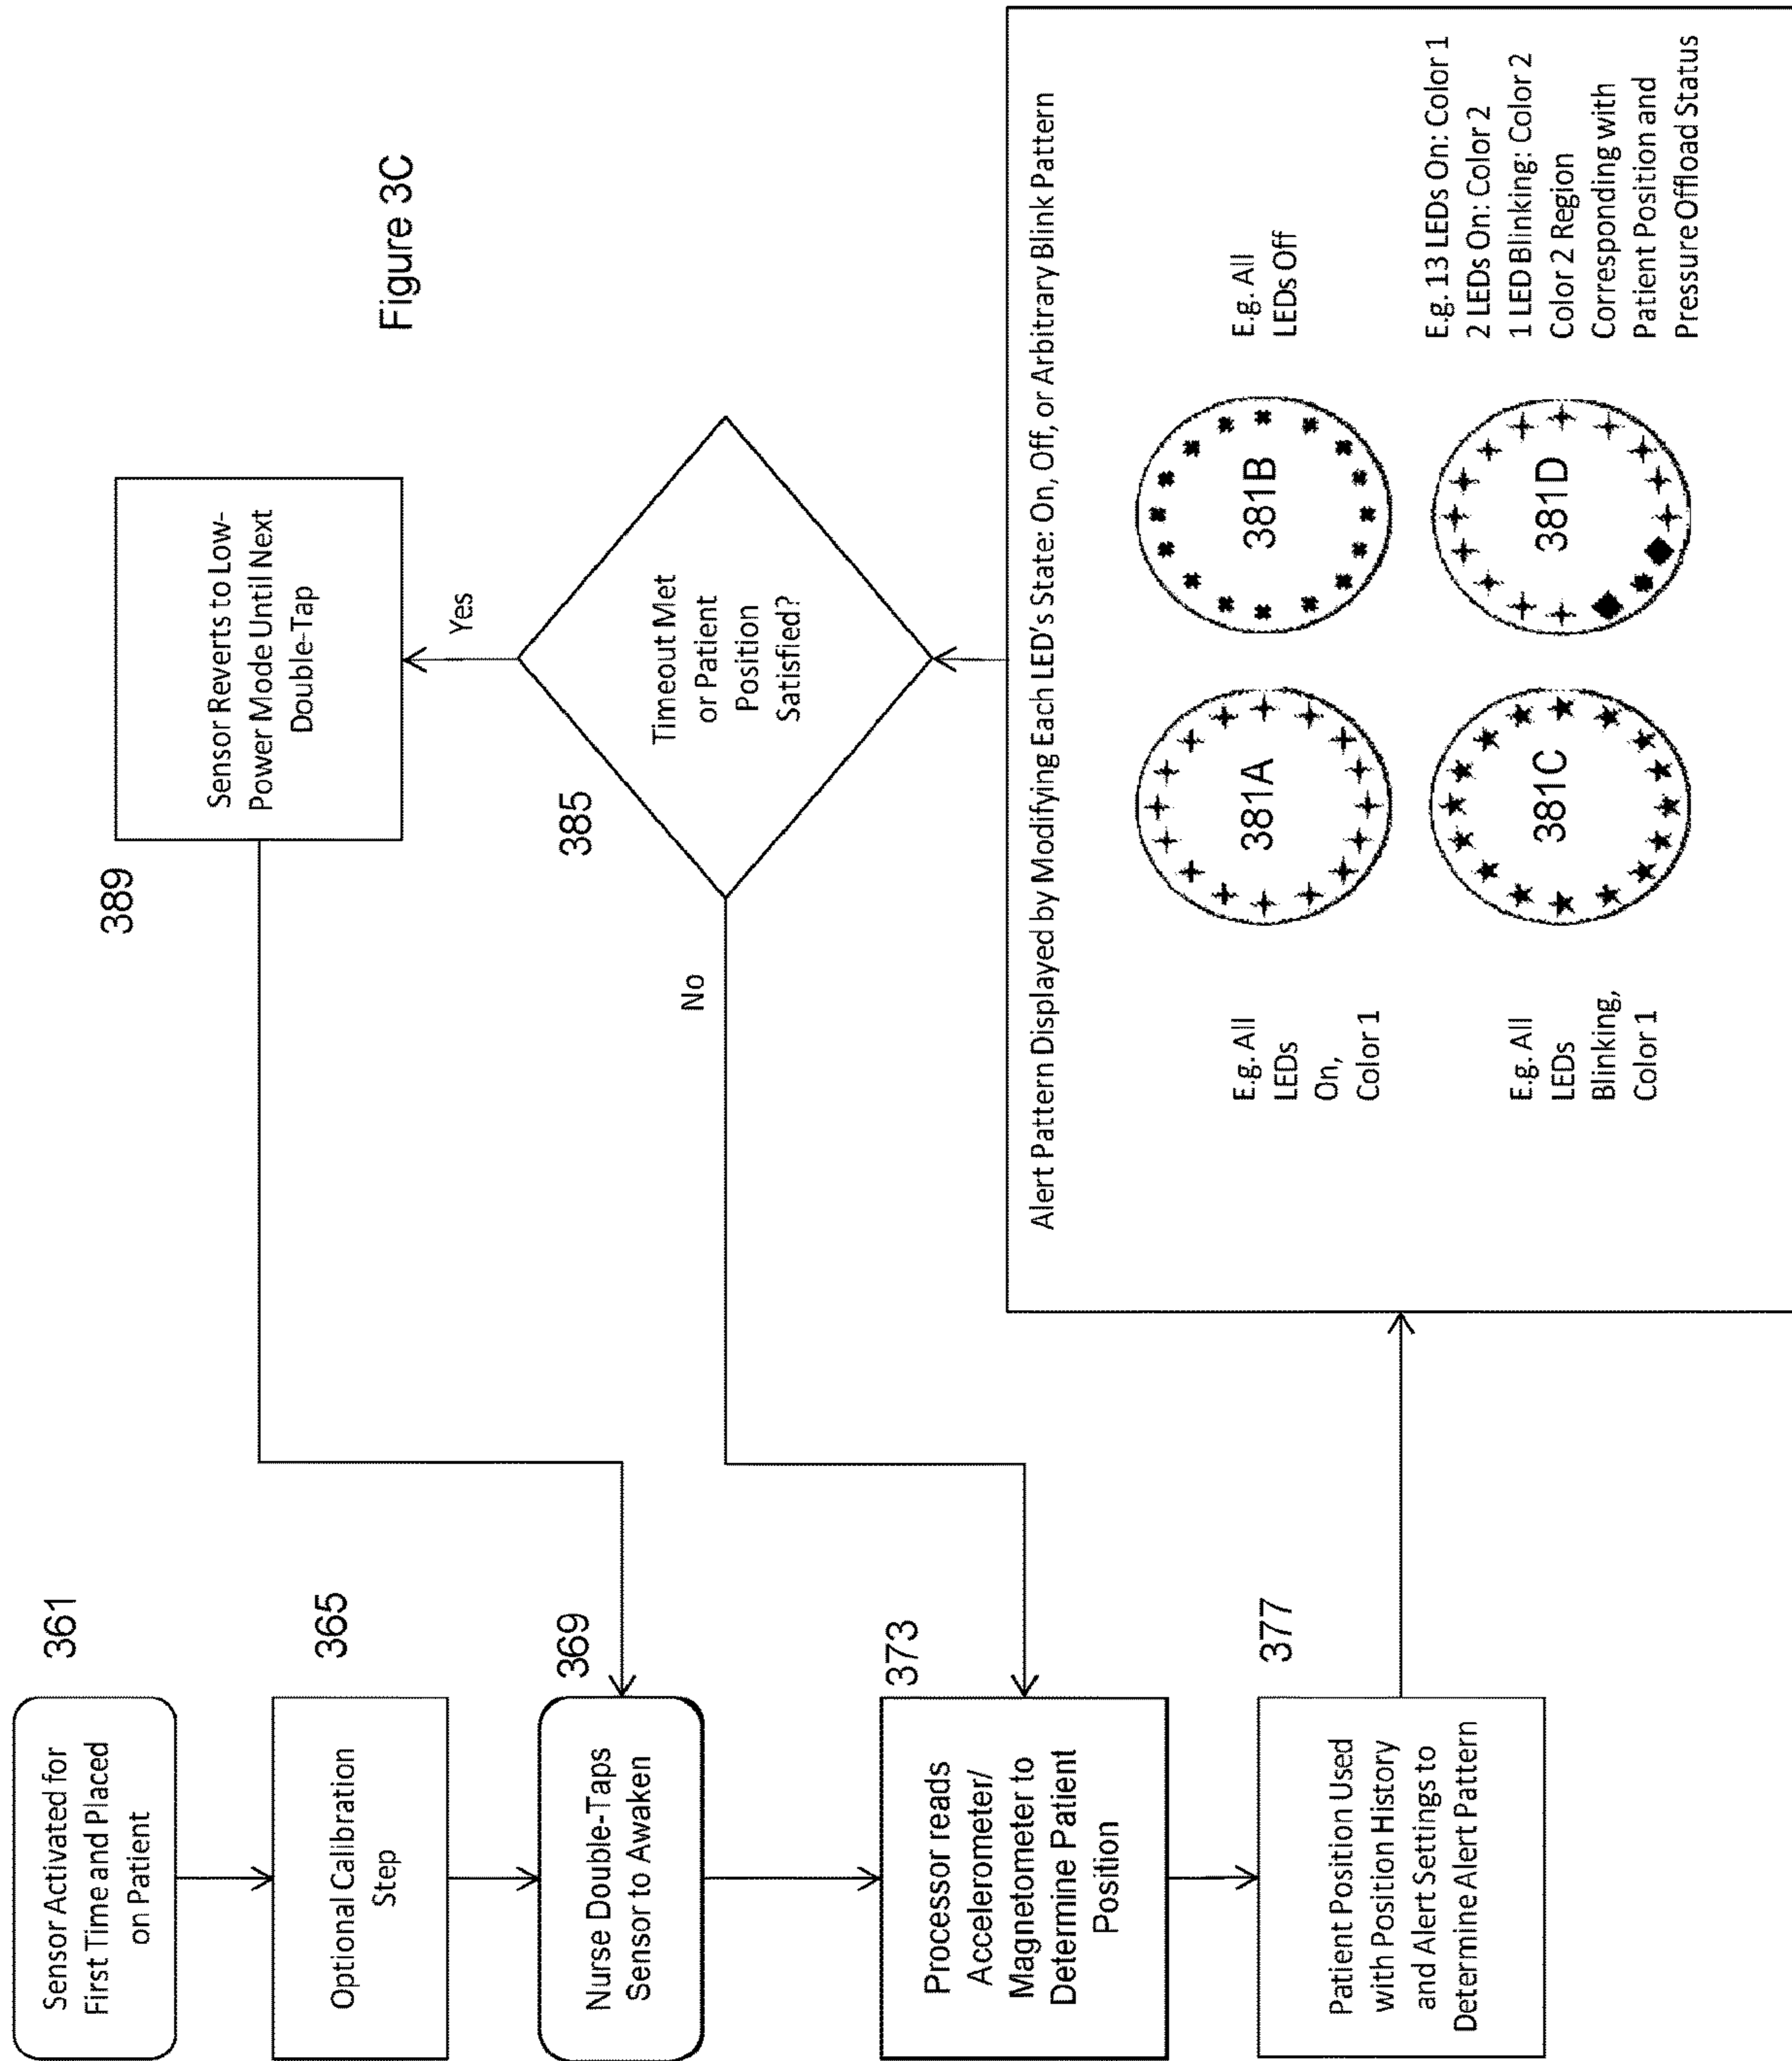 361
Sensor Activated for
First Time and Placed
on Patient
365
Optional Calibration
Step
369
Nurse Double-Taps
Sensor to Awaken
373
Processor reads
Accelerometer/
Magnetometer to
Determine Patient
Position
377
Patient Position Used
with Position History
and Alert Settings to
Determine Alert Pattern
389
Sensor Reverts to Low-
Power Mode Until Next
Double-Tap
Yes
385
Timeout Met
or Patient
Position
Satisfied?
No
Figure 3C
Alert Pattern Displayed by Modifying Each LED's State: On, Off, or Arbitrary Blink Pattern
E.g. All
LEDs
On,
Color 1
381A
381B
E.g. All
LEDs Off
E.g. All
LEDs
Blinking,
Color 1
381C
381D
E.g. 13 LEDs On: Color 1
2 LEDs On: Color 2
1 LED Blinking: Color 2
Color 2 Region
Corresponding with
Patient Position and
Pressure Offload Status